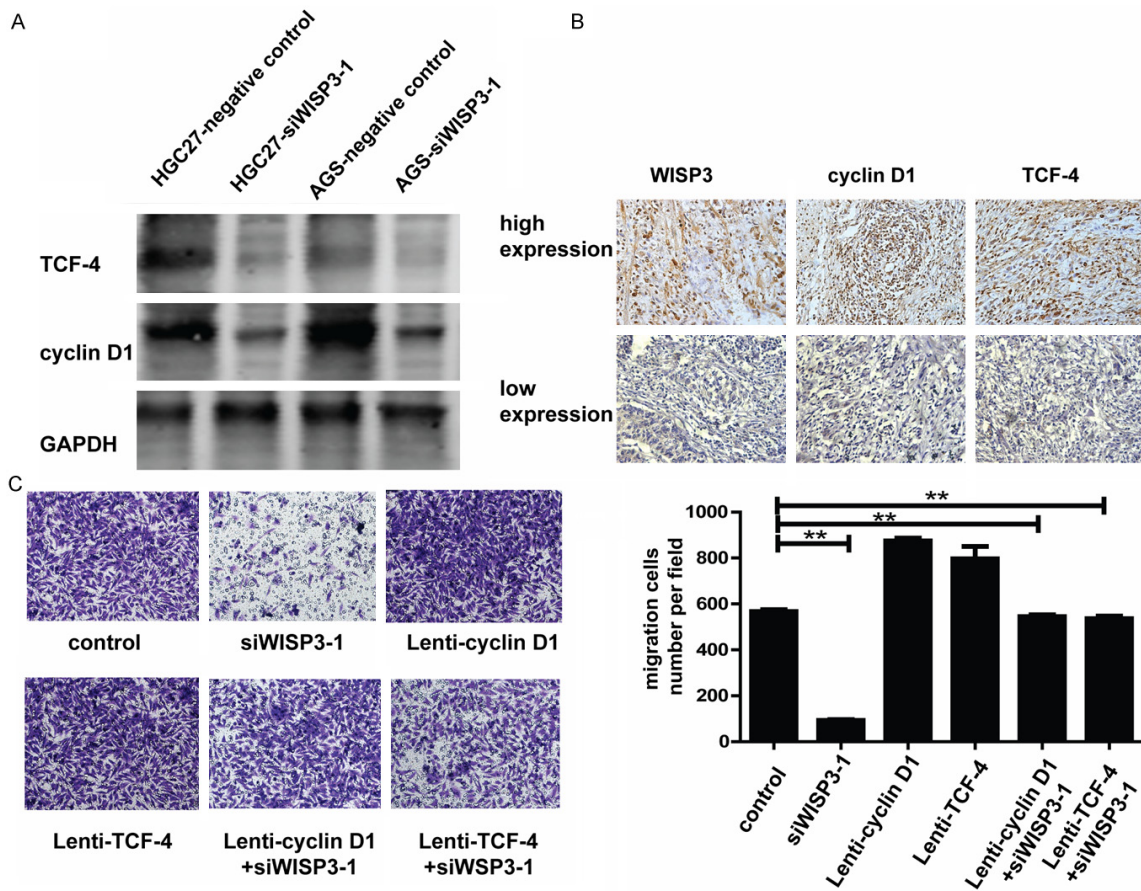 A
HGC27-negative control
HGC27-siWISP3-1
AGS-negative control
AGS-siWISP3-1
TCF-4
cyclin D1
GAPDH
B
WISP3
cyclin D1
TCF-4
high
expression
low
expression
C
control
siWISP3-1
Lenti-cyclin D1
Lenti-TCF-4
Lenti-cyclin D1
+siWISP3-1
Lenti-TCF-4
+siWSP3-1
migration cells
number per field
1000
800
600
400
200
0
**
**
**
control
siWISP3-1
Lenti-cyclin D1
Lenti-TCF-4
Lenti-cyclin D1
+siWISP3-1
Lenti-TCF-4
+siWISP3-1